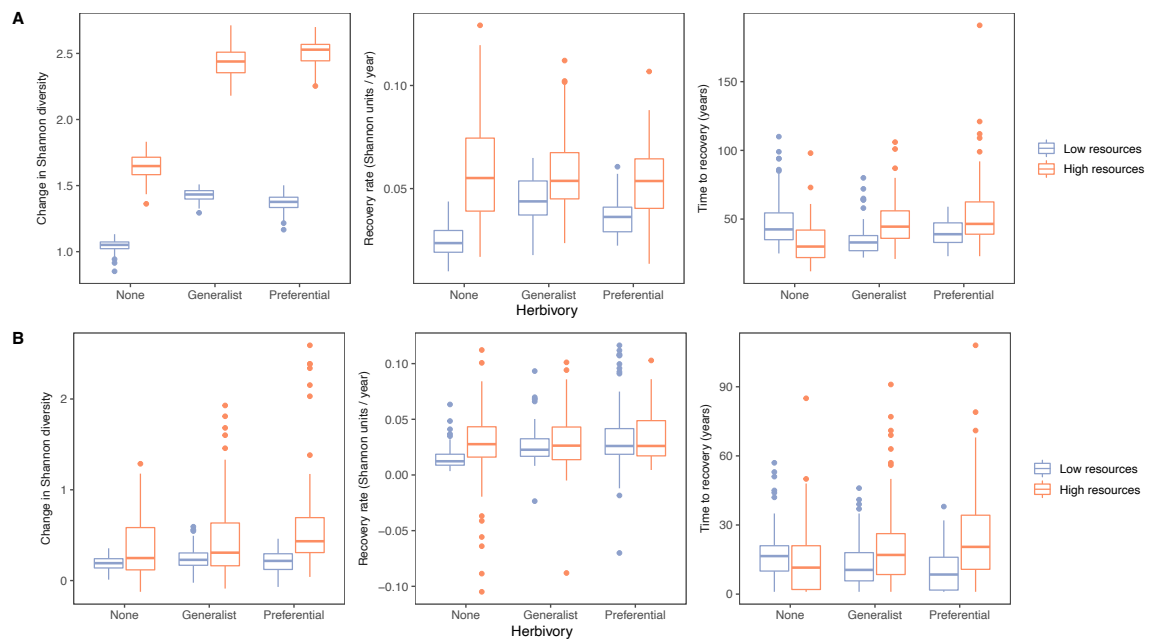 A
Change in Shannon diversity
2.5
2.0
1.5
1.0
None
Generalist
Preferential
Recovery rate (Shannon units / year)
0.10
0.05
None
Generalist
Preferential
Herbivory
Time to recovery (years)
150
100
50
None
Generalist
Preferential
Low resources
High resources
B
Change in Shannon diversity
2
1
0
None
Generalist
Preferential
Recovery rate (Shannon units / year)
0.10
0.05
0.00
−0.05
−0.10
None
Generalist
Preferential
Herbivory
Time to recovery (years)
90
60
30
0
None
Generalist
Preferential
Low resources
High resources